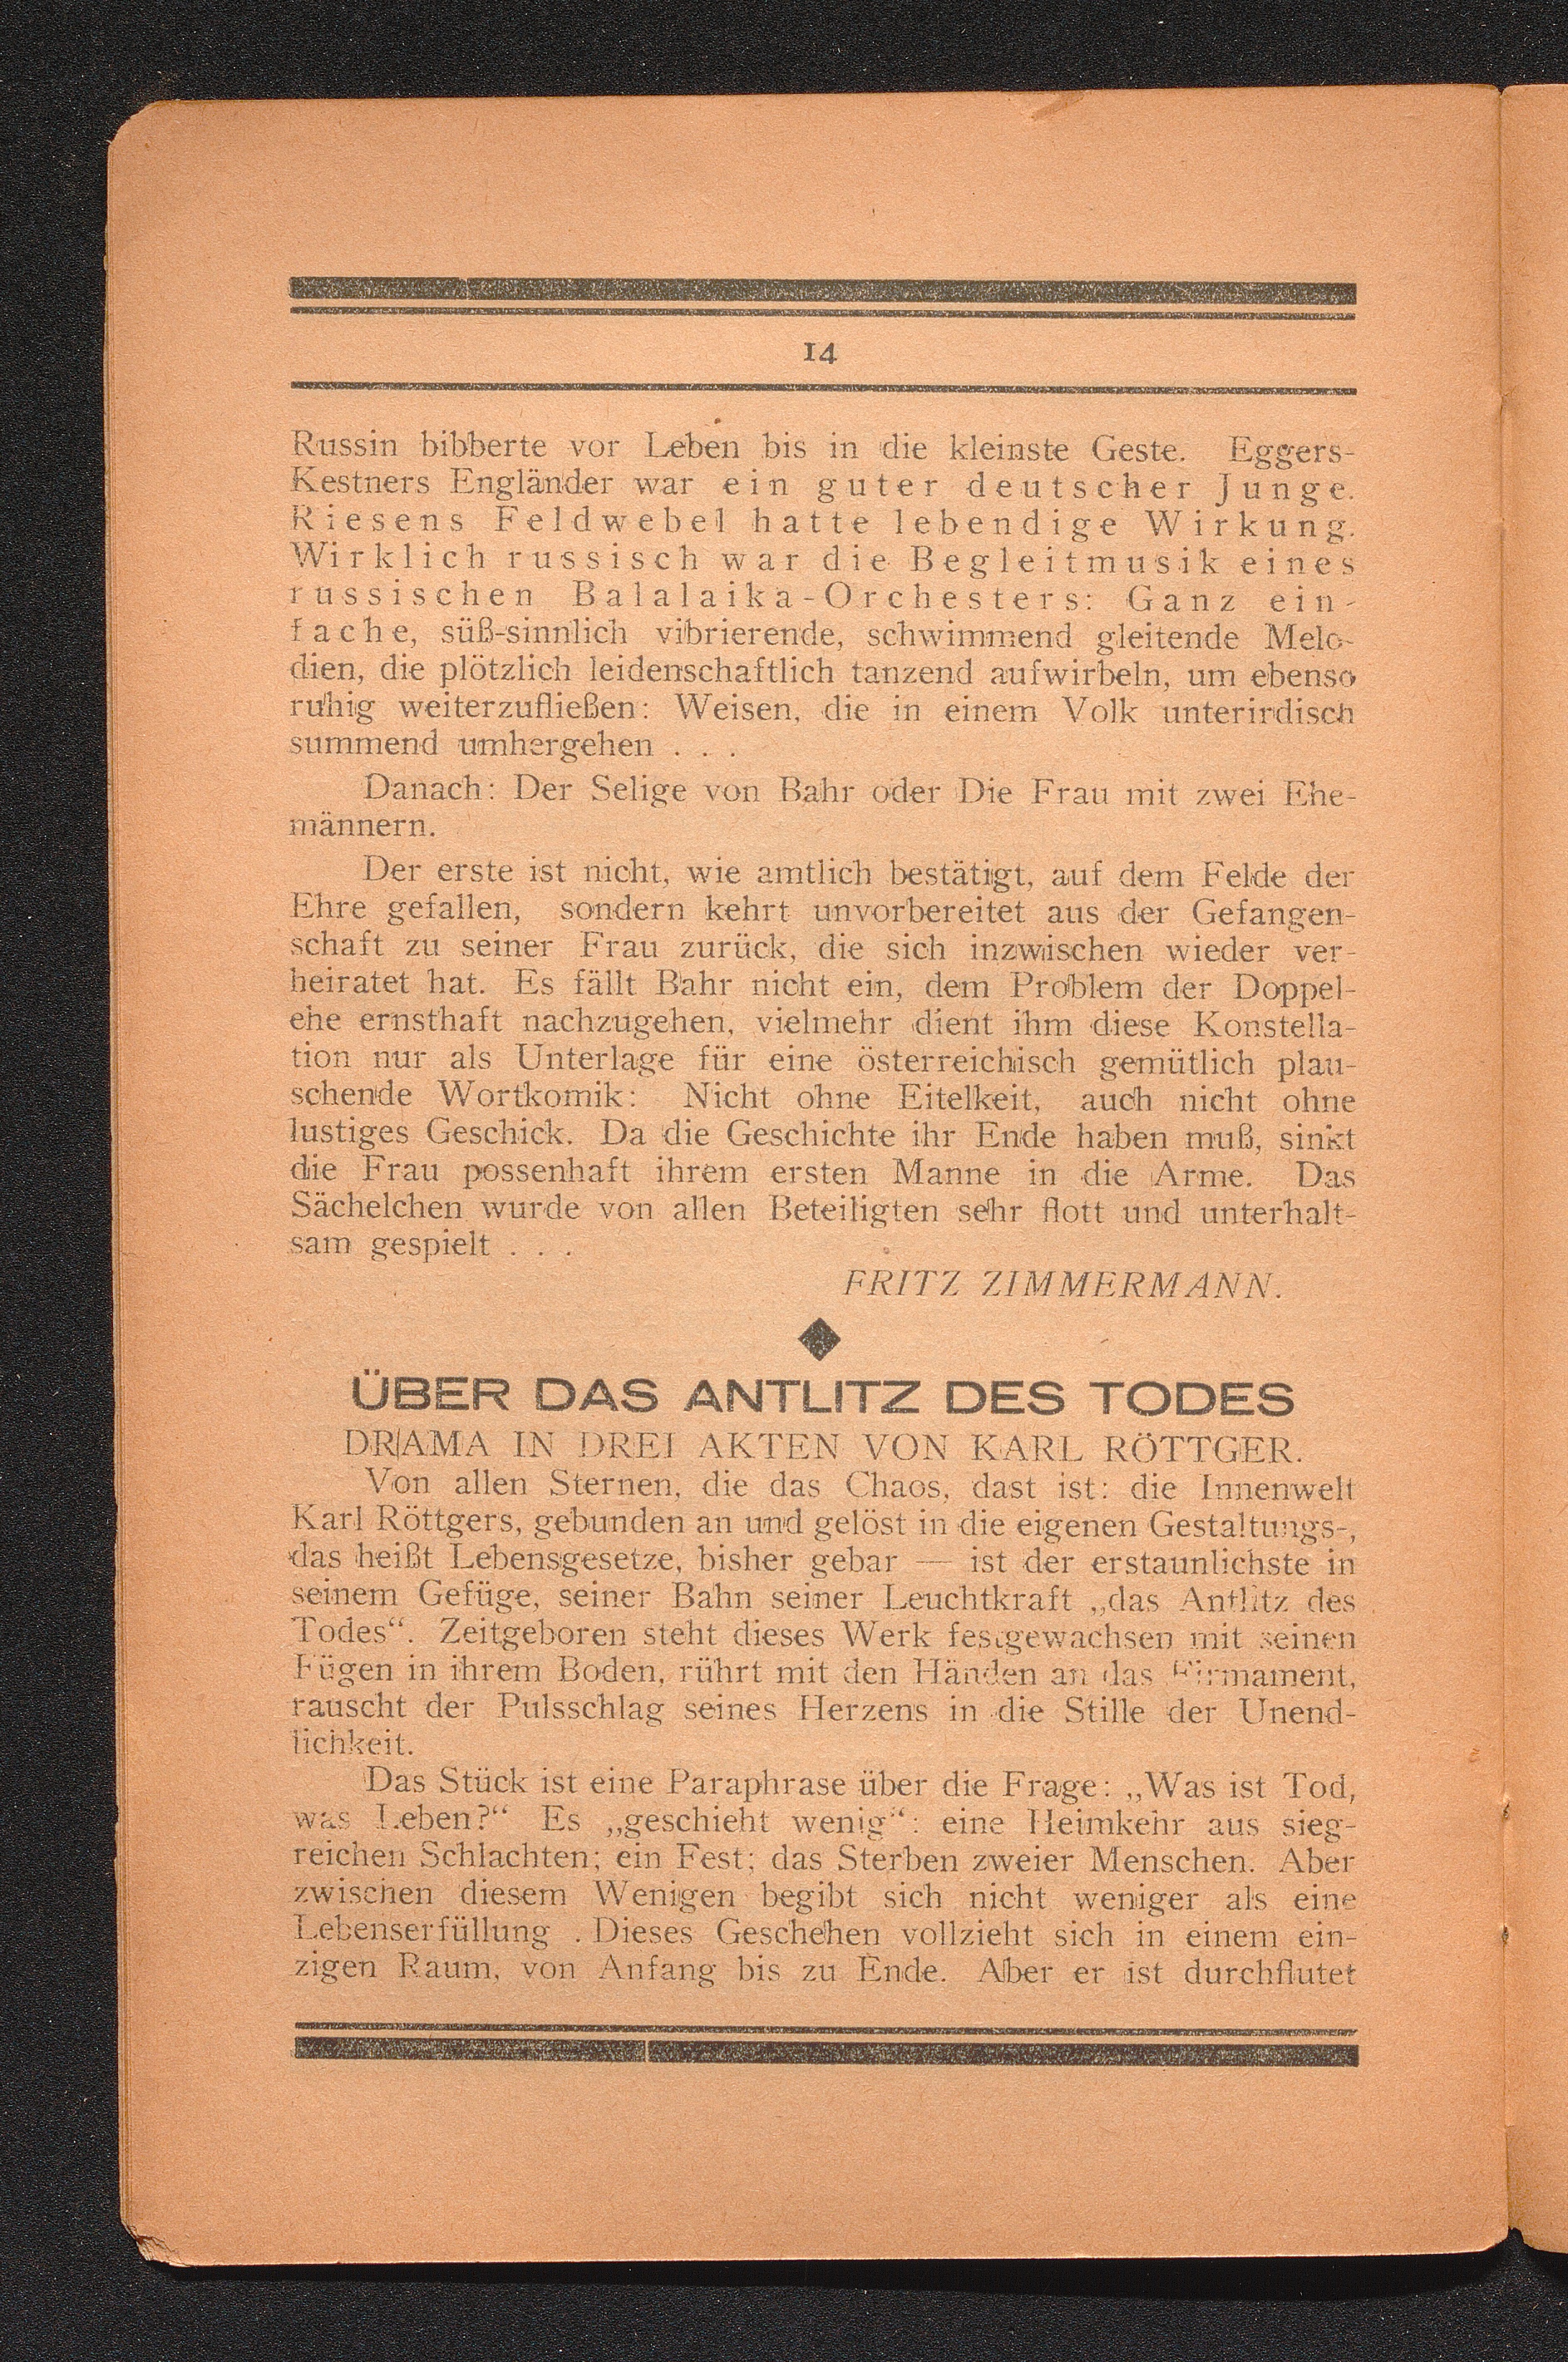 14
Russin bibberte vor Leben bis in die kleinste Geste. Eggers-
Kestners Engländer war ein guter deutscher Junge.
Riesens Feldwebel hatte lebendige Wirkung.
Wirklich russisch war die Begleitmusik eines
russischen Balalaika-Orchesters: Ganz ein-
fache, süß-sinnlich vibrierende, schwimmend gleitende Melo-
dien, die plötzlich leidenschaftlich tanzend aufwirbeln, um ebenso
ruhig weiterzufließen: Weisen, die in einem Volk unterirdisch
summend umhergehen . . .
Danach: Der Selige von Bahr oder Die Frau mit zwei Ehe-
männern.
Der erste ist nicht, wie amtlich bestätigt, auf dem Felde der
Ehre gefallen, sondern kehrt unvorbereitet aus der Gefangen-
schaft zu seiner Frau zurück, die sich inzwischen wieder ver-
heiratet hat. Es fällt Bahr nicht ein, dem Problem der Doppel-
ehe ernsthaft nachzugehen, vielmehr dient ihm diese Konstella-
tion nur als Unterlage für eine österreichisch gemütlich plau-
schende Wortkomik: Nicht ohne Eitelkeit, auch nicht ohne
lustiges Geschick. Da die Geschichte ihr Ende haben muß, sinkt
die Frau possenhaft ihrem ersten Manne in die Arme. Das
Sächelchen wurde von allen Beteiligten sehr flott und unterhalt-
sam gespielt . . .
FRITZ ZIMMERMANN.
ÜBER DAS ANTLITZ DES TODES
DRAMA IN DREI AKTEN VON KARL RÖTTGER.
Von allen Sternen, die das Chaos, dast ist: die Innenwelt
Karl Röttgers, gebunden an und gelöst in die eigenen Gestaltungs-,
das heißt Lebensgesetze, bisher gebar — ist der erstaunlichste in
seinem Gefüge, seiner Bahn seiner Leuchtkraft „das Antlitz des
Todes“. Zeitgeboren steht dieses Werk festgewachsen mit seinen
Fügen in ihrem Boden, rührt mit den Händen an das Firmament,
rauscht der Pulsschlag seines Herzens in die Stille der Unend-
lichkeit.
Das Stück ist eine Paraphrase über die Frage: „Was ist Tod,
was Leben?“ Es „geschieht wenig“: eine Heimkehr aus sieg-
reichen Schlachten; ein Fest; das Sterben zweier Menschen. Aber
zwischen diesem Wenigen begibt sich nicht weniger als eine
Lebenserfüllung . Dieses Geschehen vollzieht sich in einem ein-
zigen Raum, von Anfang bis zu Ende. Aber er ist durchflutet